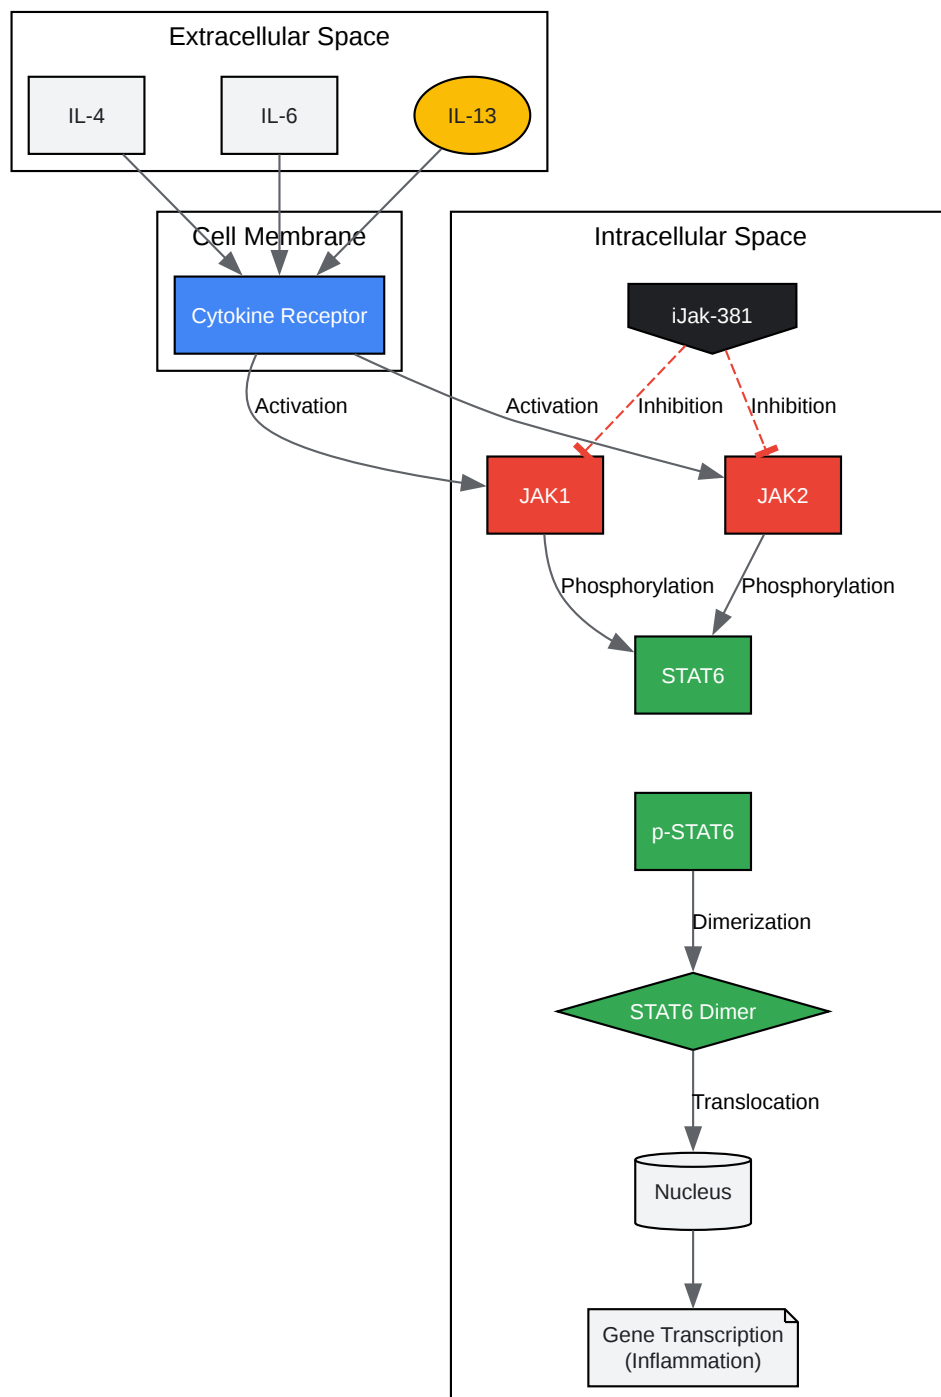 Extracellular Space
IL-4
IL-6
IL-13
Cell Membrane
Intracellular Space
Cytokine Receptor
iJak-381
Activation
Activation
Inhibition
Inhibition
JAK1
JAK2
Phosphorylation
Phosphorylation
STAT6
p-STAT6
Dimerization
STAT6 Dimer
Translocation
Nucleus
Gene Transcription
(Inflammation)